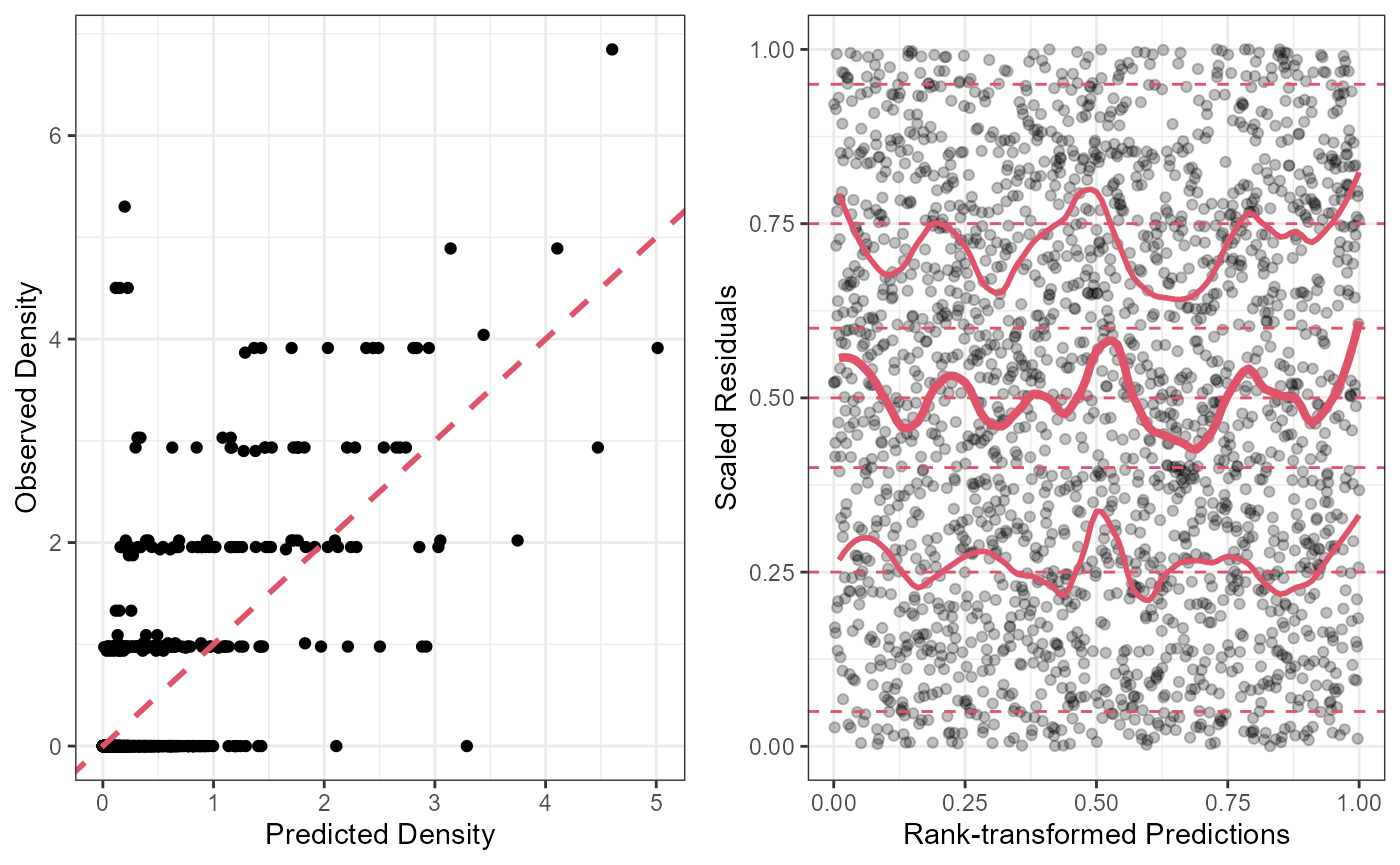 Observed Density
6
4
2
0
0 1 2 3 4 5
Predicted Density
Scaled Residuals
1.00
0.75
0.50
0.25
0.00
0.00 0.25 0.50 0.75 1.00
Rank-transformed Predictions